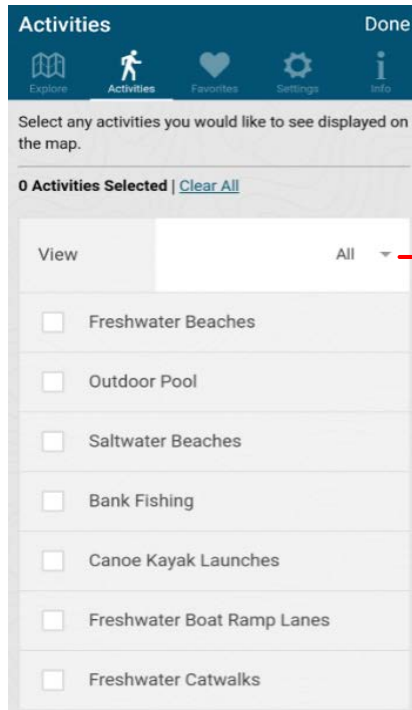 Activities Done
Explore Activities Favorites Settings Info
Select any activities you would like to see displayed on
the map.
0 Activities Selected | Clear All
View All
Freshwater Beaches
Outdoor Pool
Saltwater Beaches
Bank Fishing
Canoe Kayak Launches
Freshwater Boat Ramp Lanes
Freshwater Catwalks